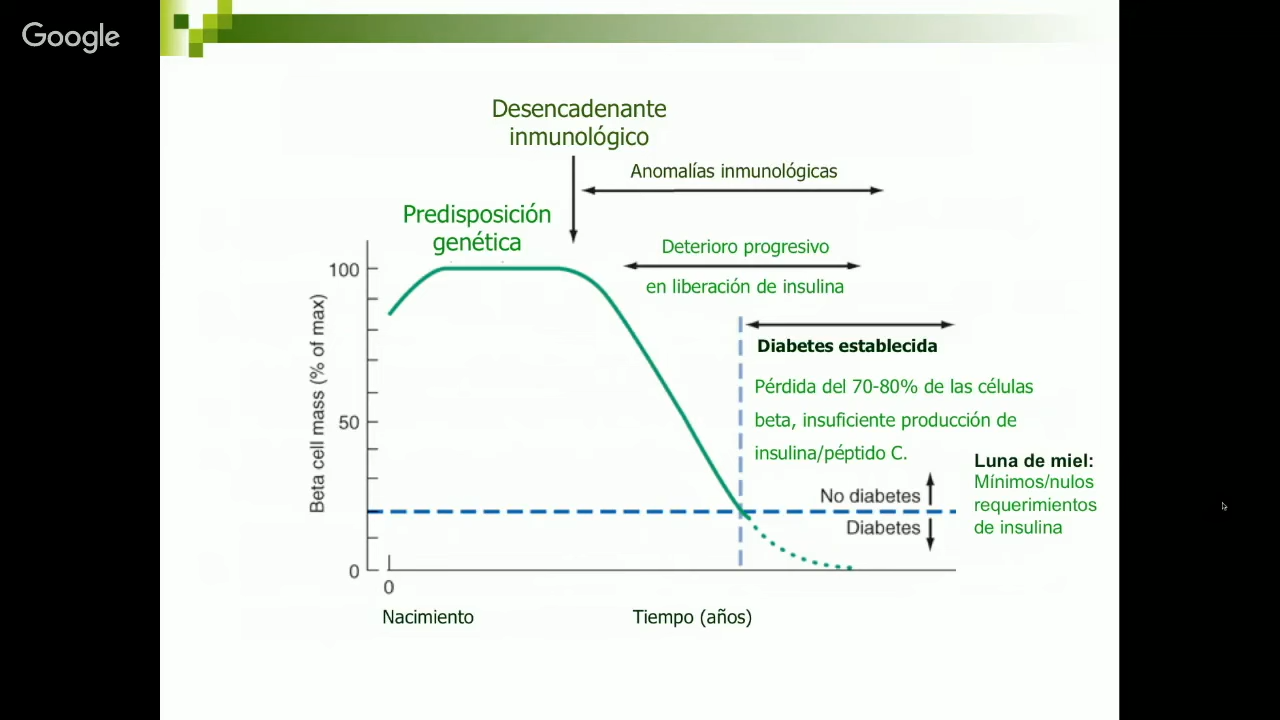 Google
Desencadenante
inmunológico
Anomalías inmunológicas
Predisposición
genética
Deterioro progresivo
en liberación de insulina
100
Diabetes establecida
Pérdida del 70-80% de las células
beta, insuficiente producción de
insulina/péptido C.
Beta cell mass (% of max)
50
Luna de miel:
Mínimos/nulos
requerimientos
de insulina
No diabetes
Diabetes
0
0
Nacimiento
Tiempo (años)